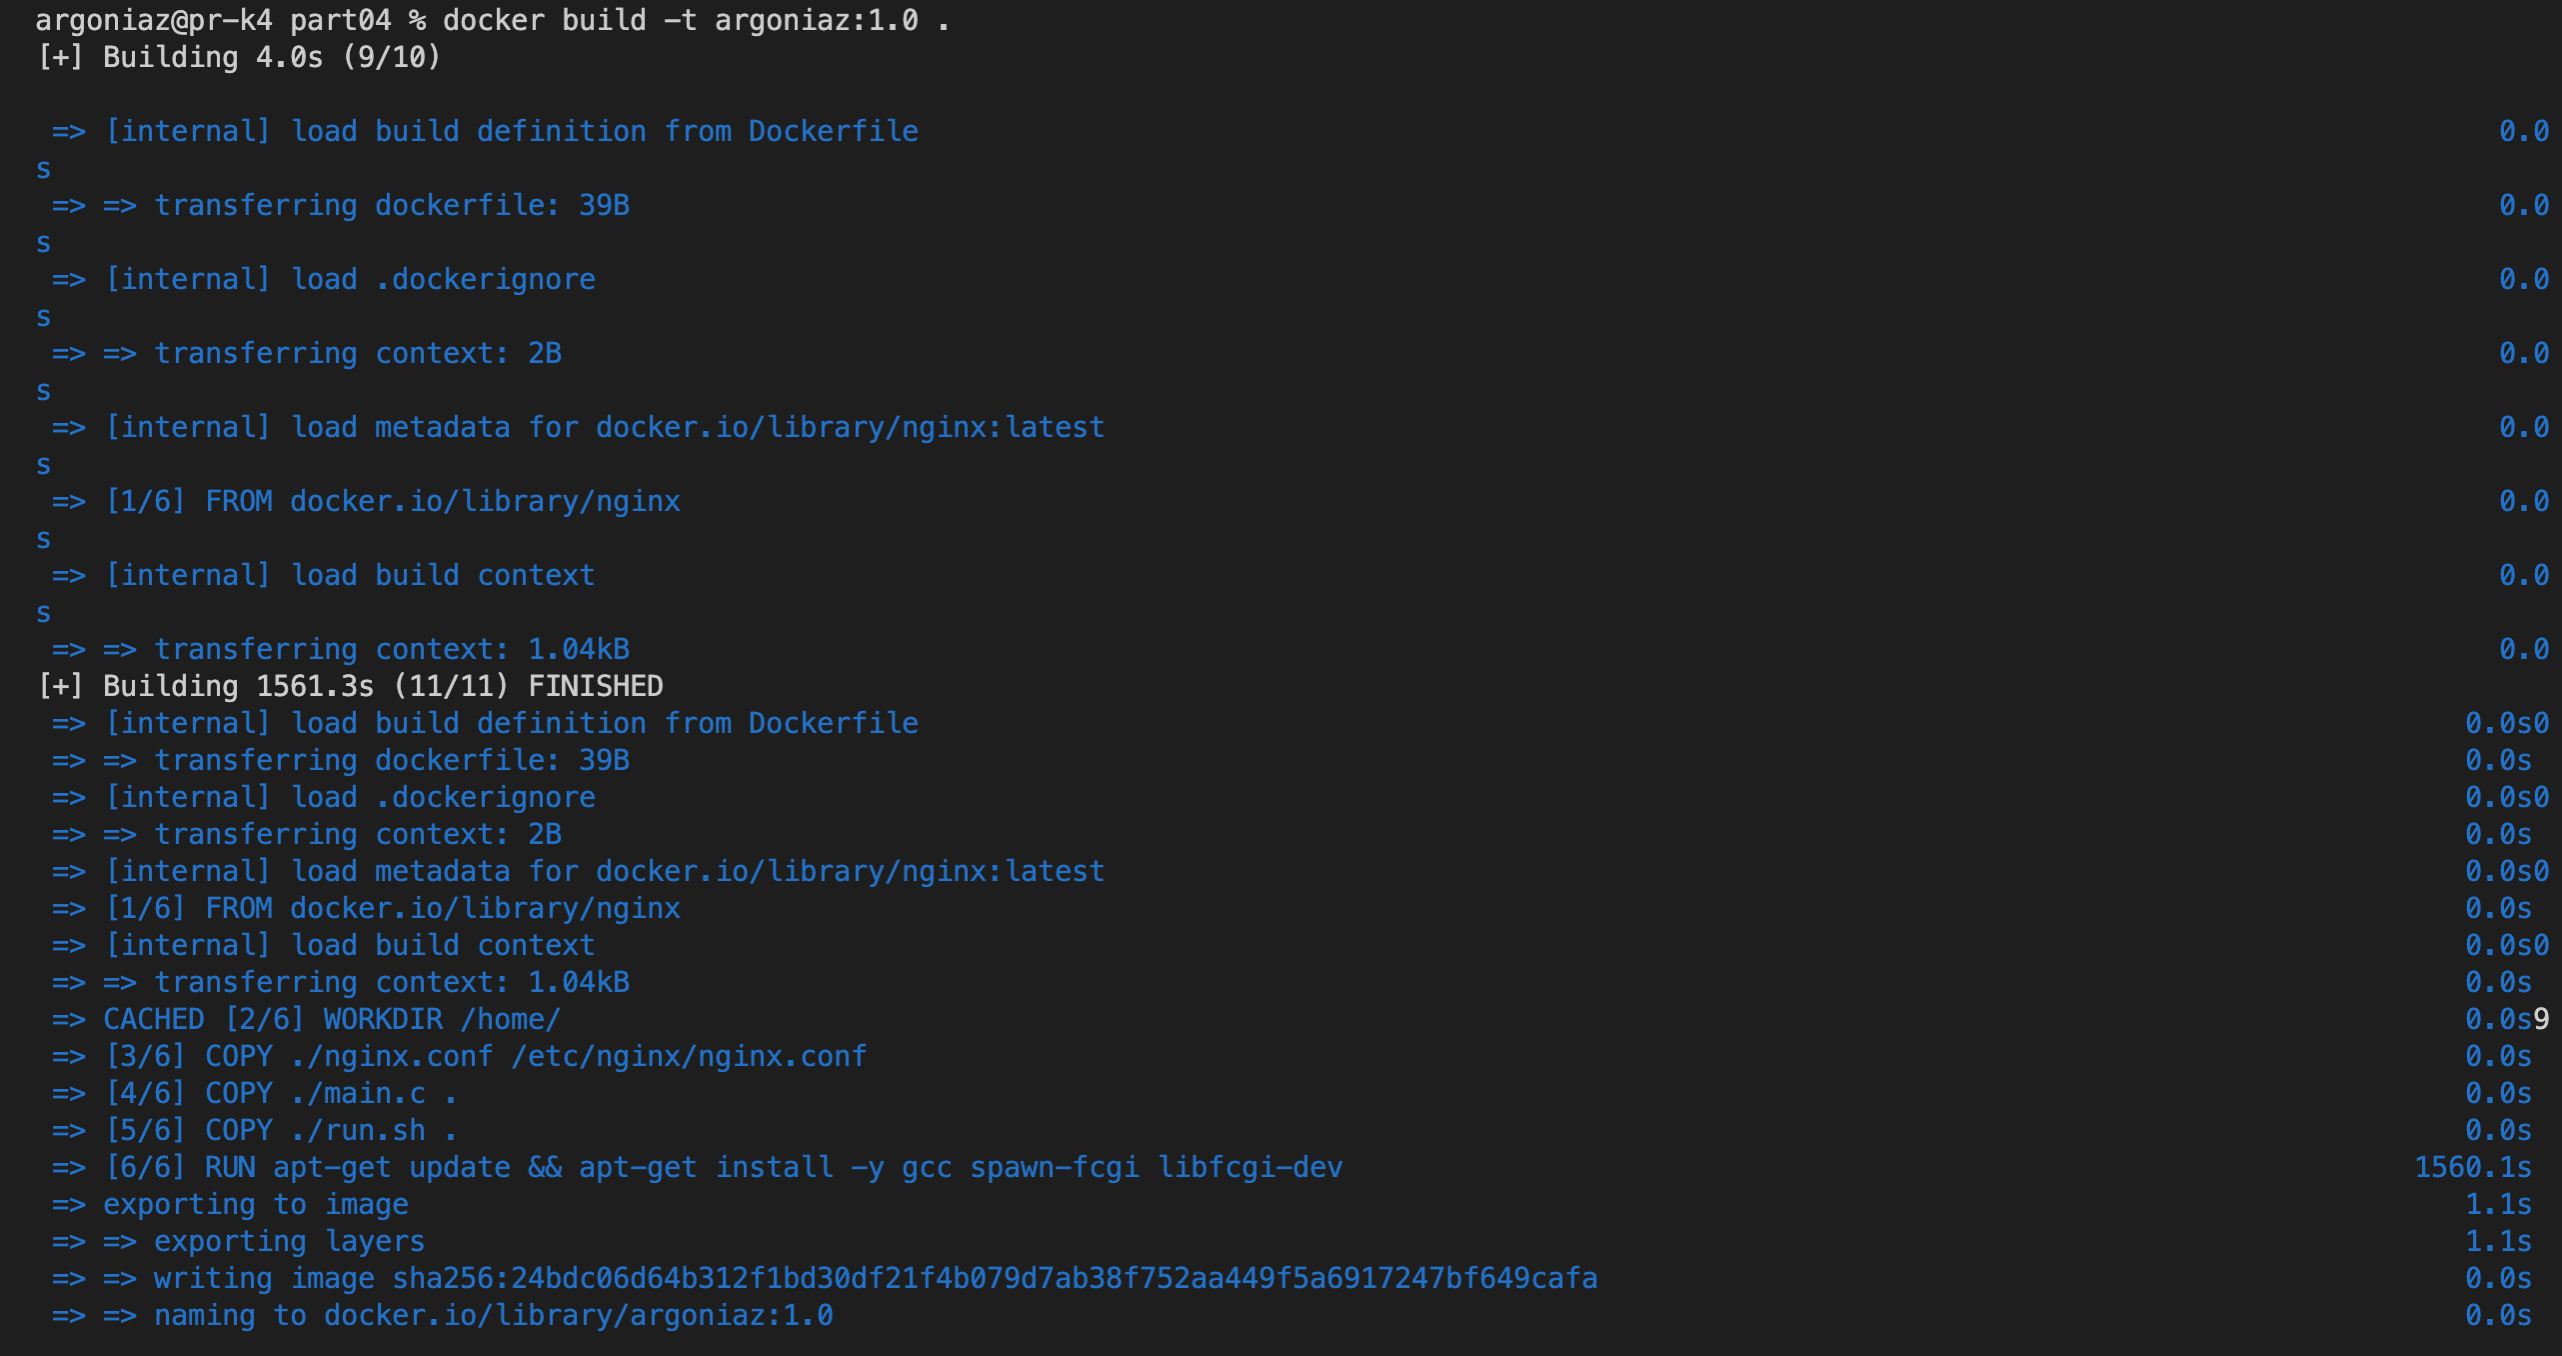 argoniaz@pr-k4 part04 % docker build -t argoniaz:1.0 .
[+] Building 4.0s (9/10)
=> [internal] load build definition from Dockerfile 0.0
s
=> => transferring dockerfile: 39B 0.0
s
=> [internal] load .dockerignore 0.0
s
=> => transferring context: 2B 0.0
s
=> [internal] load metadata for docker.io/library/nginx:latest 0.0
s
=> [1/6] FROM docker.io/library/nginx 0.0
s
=> [internal] load build context 0.0
s
=> => transferring context: 1.04kB 0.0
[+] Building 1561.3s (11/11) FINISHED
=> [internal] load build definition from Dockerfile 0.0s0
=> => transferring dockerfile: 39B 0.0s
=> [internal] load .dockerignore 0.0s0
=> => transferring context: 2B 0.0s
=> [internal] load metadata for docker.io/library/nginx:latest 0.0s0
=> [1/6] FROM docker.io/library/nginx 0.0s
=> [internal] load build context 0.0s0
=> => transferring context: 1.04kB 0.0s
=> CACHED [2/6] WORKDIR /home/ 0.0s9
=> [3/6] COPY ./nginx.conf /etc/nginx/nginx.conf 0.0s
=> [4/6] COPY ./main.c . 0.0s
=> [5/6] COPY ./run.sh . 0.0s
=> [6/6] RUN apt-get update && apt-get install -y gcc spawn-fcgi libfcgi-dev 1560.1s
=> exporting to image 1.1s
=> => exporting layers 1.1s
=> => writing image sha256:24bdc06d64b312f1bd30df21f4b079d7ab38f752aa449f5a6917247bf649cafa 0.0s
=> => naming to docker.io/library/argoniaz:1.0 0.0s